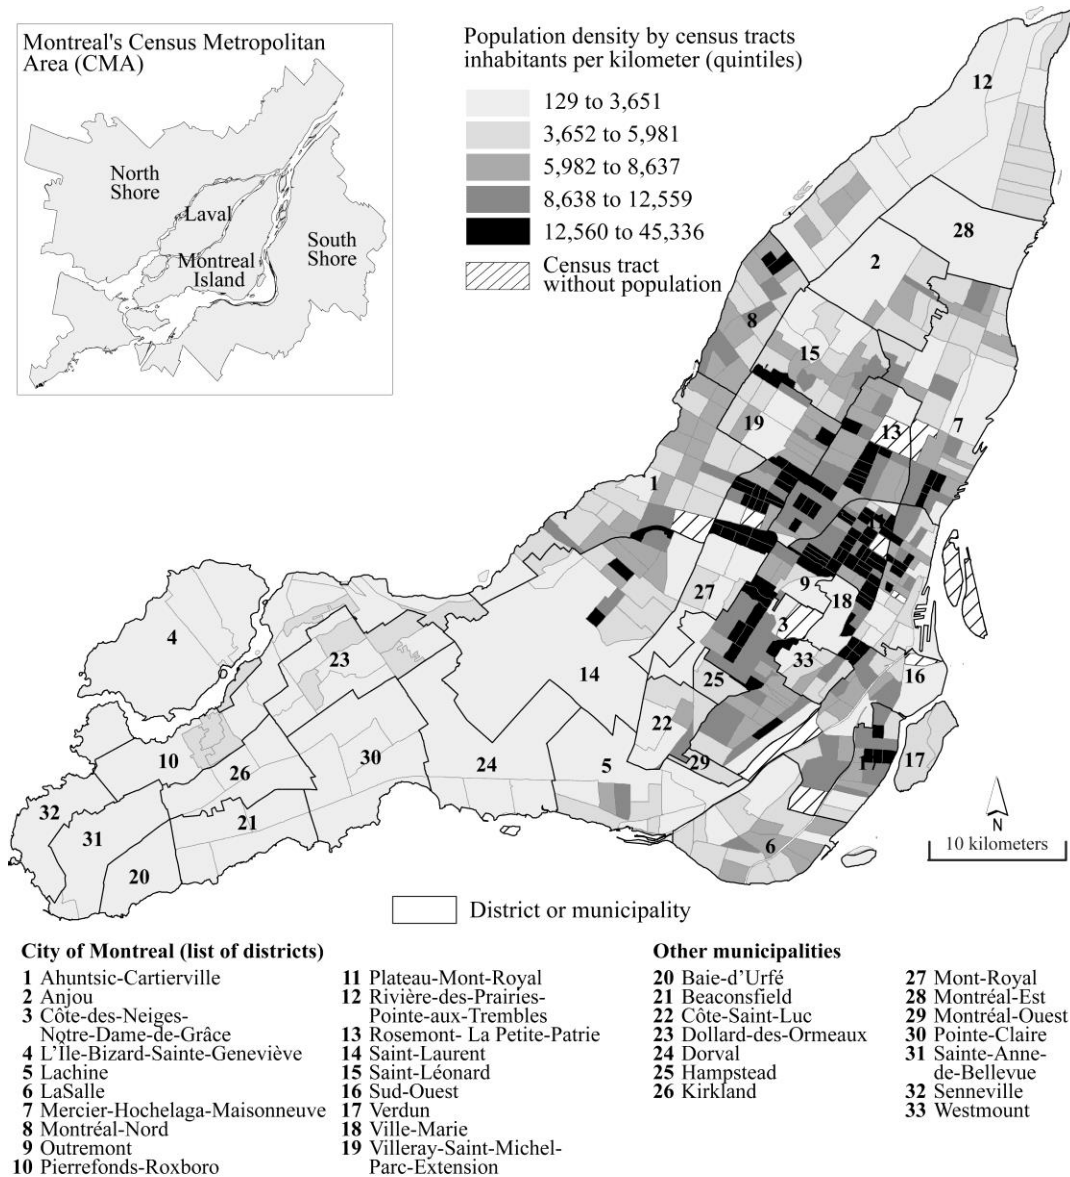 Montreal's Census Metropolitan
Area (CMA)
North
Shore
Laval
Montreal
Island
South
Shore
Population density by census tracts
inhabitants per kilometer (quintiles)
129 to 3,651
3,652 to 5,981
5,982 to 8,637
8,638 to 12,559
12,560 to 45,336
Census tract
without population
12
28
2
8
15
19
13
7
1
11
27
9
18
3
33
4
23
14
25
16
22
10
26
30
24
5
29
17
17
32
31
21
20
6
N
10 kilometers
District or municipality
City of Montreal (list of districts)
1 Ahuntsic-Cartierville
2 Anjou
3 Côte-des-Neiges-
Notre-Dame-de-Grâce
4 L'Île-Bizard-Sainte-Geneviève
5 Lachine
6 LaSalle
7 Mercier-Hochelaga-Maisonneuve
8 Montréal-Nord
9 Outremont
10 Pierrefonds-Roxboro
11 Plateau-Mont-Royal
12 Rivière-des-Prairies-
Pointe-aux-Trembles
13 Rosemont- La Petite-Patrie
14 Saint-Laurent
15 Saint-Léonard
16 Sud-Ouest
17 Verdun
18 Ville-Marie
19 Villeray-Saint-Michel-
Parc-Extension
Other municipalities
20 Baie-d'Urfé
21 Beaconsfield
22 Côte-Saint-Luc
23 Dollard-des-Ormeaux
24 Dorval
25 Hampstead
26 Kirkland
27 Mont-Royal
28 Montréal-Est
29 Montréal-Ouest
30 Pointe-Claire
31 Sainte-Anne-
de-Bellevue
32 Senneville
33 Westmount